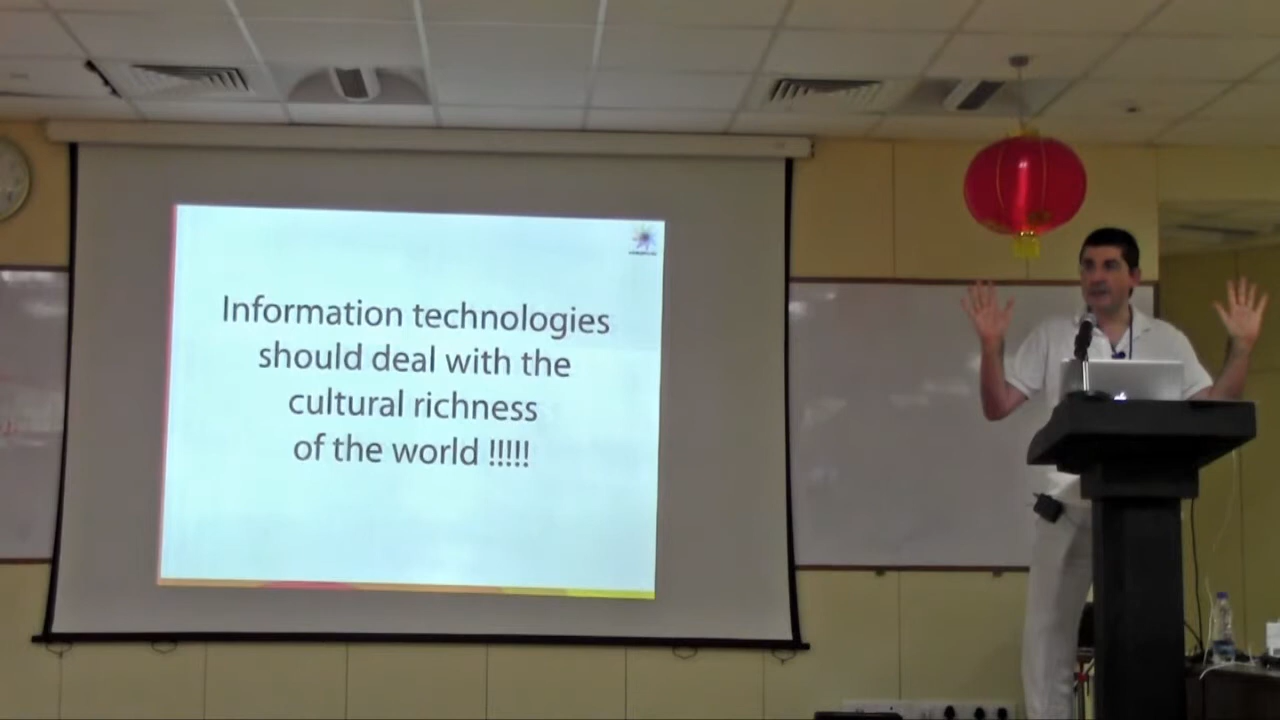 Information technologies
should deal with the
cultural richness
of the world !!!!!